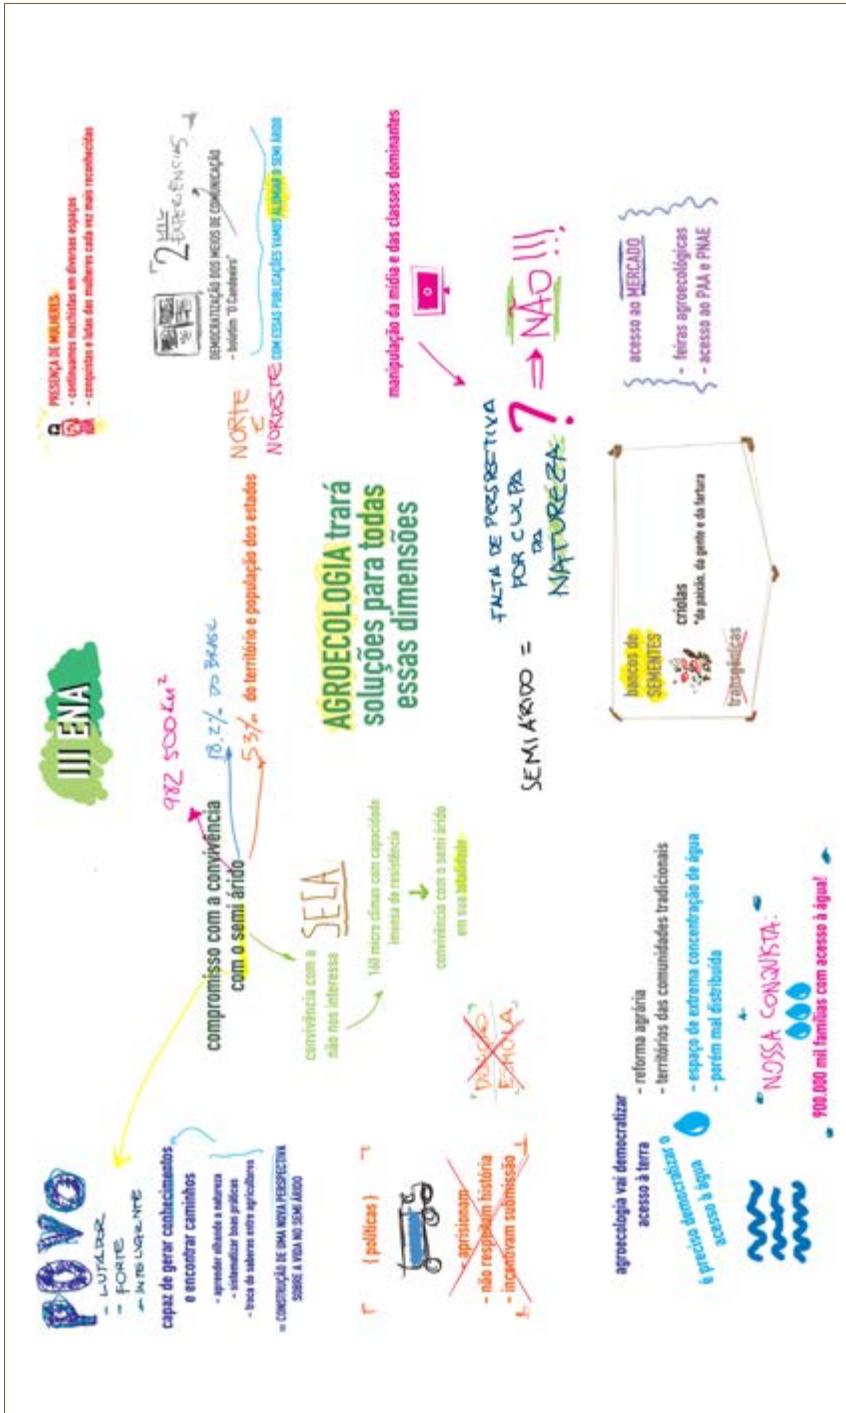 POVO
- LUTADOR
- FORTE
- INTELIGENTE
capaz de gerar conhecimentos
e encontrar caminhos
- aprender olhando a natureza
- sistematizar boas práticas
- troca de saberes entre agricultores
= CONSTRUÇÃO DE UMA NOVA PERSPECTIVA
SOBRE A VIDA NO SEMI ÁRIDO
III ENA
compromisso com a convivência
com o semi árido
982 500 Km²
18.2% DO BRASIL
53% do território e população dos estados
NORTE
E
NORDESTE
PRESENÇA DE MULHERES:
- continuamos machistas em diversos espaços
- conquistas e lutas das mulheres cada vez mais reconhecidas
2 MIL
EXPERIÊNCIAS
DEMOCRATIZAÇÃO DOS MEIOS DE COMUNICAÇÃO
- boletim "O Candeeiro"
COM ESSAS PUBLICAÇÕES VAMOS ALUMIAR O SEMI ÁRIDO
convivência com a SECA
não nos interessa
160 micro climas com capacidade
imensa de resistência
convivência com o semi árido
em sua totalidade
AGROECOLOGIA trará
soluções para todas
essas dimensões
manipulação da mídia e das classes dominantes
{ políticas }
- aprisionam
- não respeitam história
- incentivam submissão
ESMOLA
SEMI ÁRIDO =
FALTA DE PERSPECTIVA
POR CULPA
DA
NATUREZA
? ⇒ NÃO!!!
agroecologia vai democratizar
acesso à terra
- reforma agrária
- territórios das comunidades tradicionais
é preciso democratizar o
acesso à água
- espaço de extrema concentração de água
- porém mal distribuída
NOSSA CONQUISTA:
900.000 mil famílias com acesso à água!
bancos de
SEMENTES
criolas
"da paixão, da gente e da fartura
transgênicas
acesso ao MERCADO
- feiras agroecológicas
- acesso ao PAA e PNAE